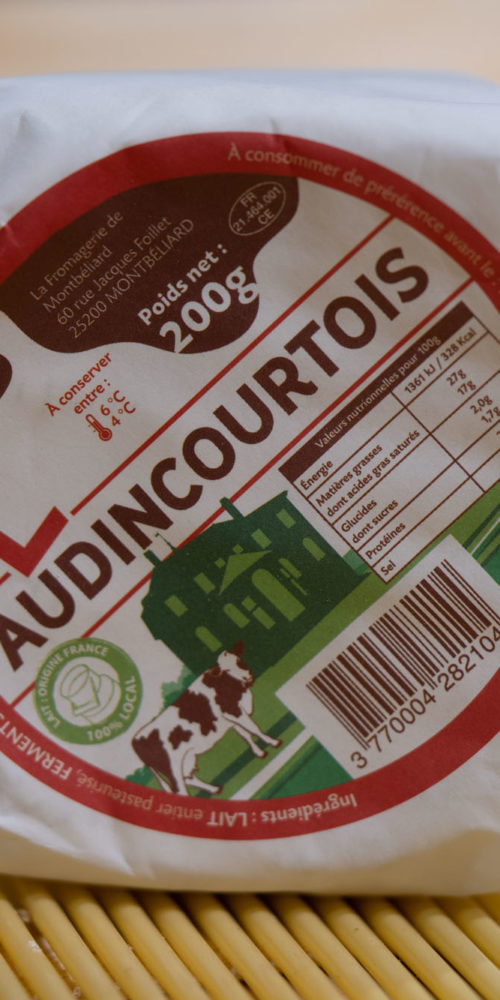 À consommer de prérérence avant le
FR
21.464.001
CE
La Fromagerie de
Montbéliard
60 rue Jacques Foillet
25200 MONTBÉLIARD
Poids net :
200g
À conserver
entre :
6°C
4°C
AUDINCOURTOIS
Valeurs nutritionnelles pour 100g
Énergie 1361 kJ / 328 Kcal
Matières grasses 27g
dont acides gras saturés 17g
Glucides 2,0g
dont sucres
Protéines
Sel
LAIT ORIGINE FRANCE
100% LOCAL
3 770004 282104
Ingrédients : LAIT entier pasteurisé, FERMENTS